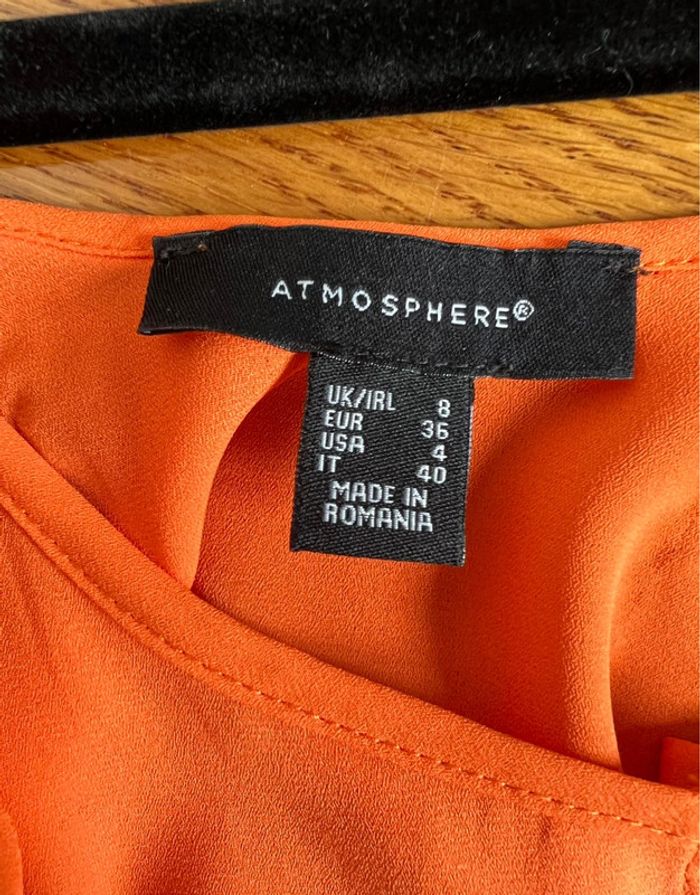 ATMOSPHERE®
UK/IRL 8
EUR 36
USA 4
IT 40
MADE IN
ROMANIA